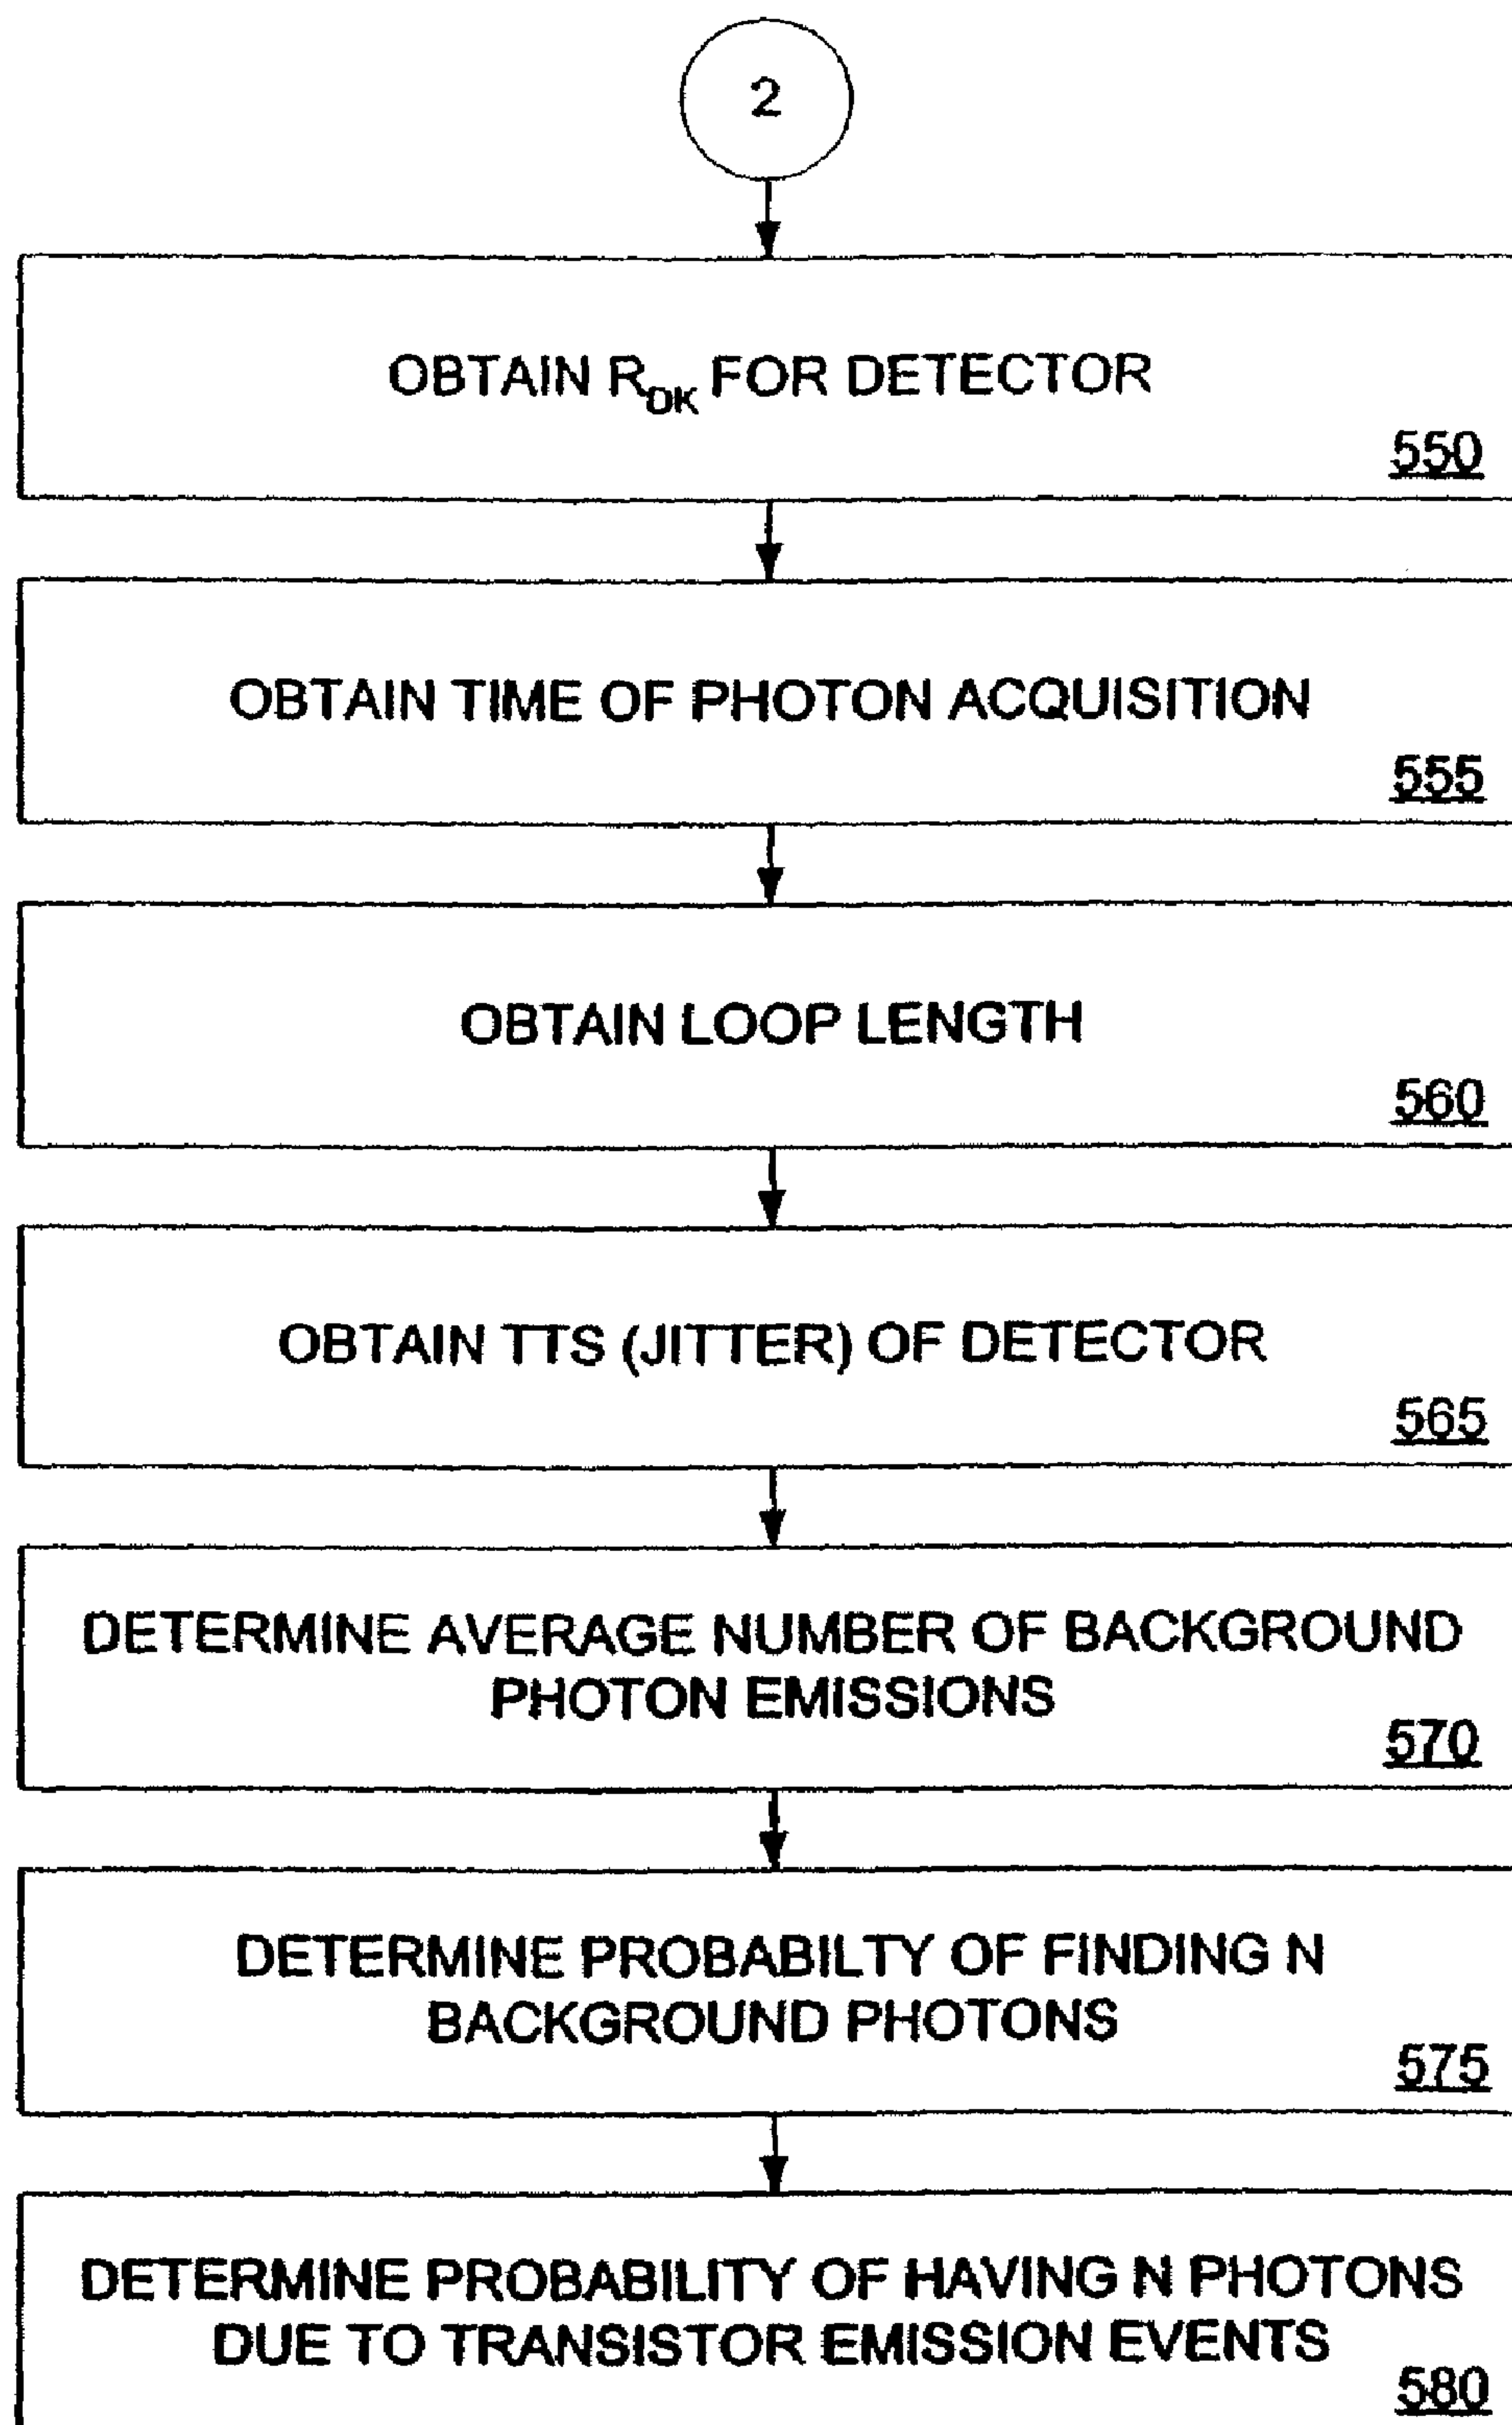 2
OBTAIN R_DK FOR DETECTOR
550
OBTAIN TIME OF PHOTON ACQUISITION
555
OBTAIN LOOP LENGTH
560
OBTAIN TTS (JITTER) OF DETECTOR
565
DETERMINE AVERAGE NUMBER OF BACKGROUND
PHOTON EMISSIONS
570
DETERMINE PROBABILTY OF FINDING N
BACKGROUND PHOTONS
575
DETERMINE PROBABILITY OF HAVING N PHOTONS
DUE TO TRANSISTOR EMISSION EVENTS
580